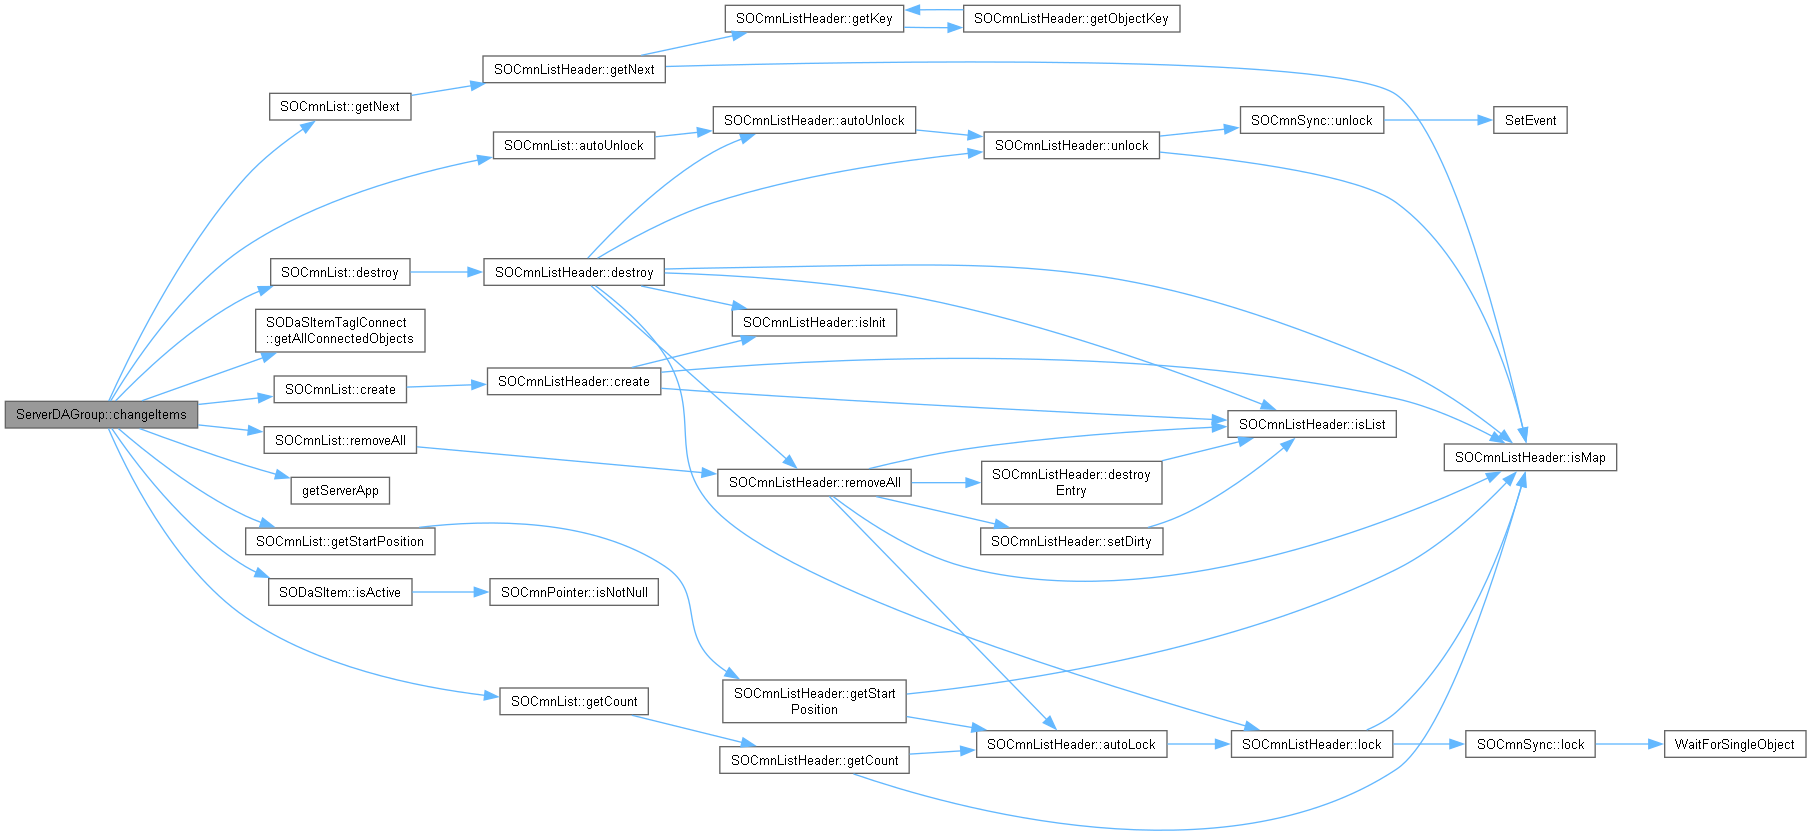 SOCmnListHeader::getKey
SOCmnListHeader::getObjectKey
SOCmnListHeader::getNext
SOCmnList::getNext
SOCmnListHeader::autoUnlock
SOCmnSync::unlock
SetEvent
SOCmnList::autoUnlock
SOCmnListHeader::unlock
SOCmnList::destroy
SOCmnListHeader::destroy
SODaSItemTagIConnect
::getAllConnectedObjects
SOCmnListHeader::isInit
SOCmnList::create
SOCmnListHeader::create
ServerDAGroup::changeItems
SOCmnListHeader::isList
SOCmnList::removeAll
SOCmnListHeader::isMap
SOCmnListHeader::removeAll
SOCmnListHeader::destroy
Entry
getServerApp
SOCmnList::getStartPosition
SOCmnListHeader::setDirty
SODaSItem::isActive
SOCmnPointer::isNotNull
SOCmnList::getCount
SOCmnListHeader::getStart
Position
SOCmnListHeader::autoLock
SOCmnListHeader::lock
SOCmnSync::lock
WaitForSingleObject
SOCmnListHeader::getCount